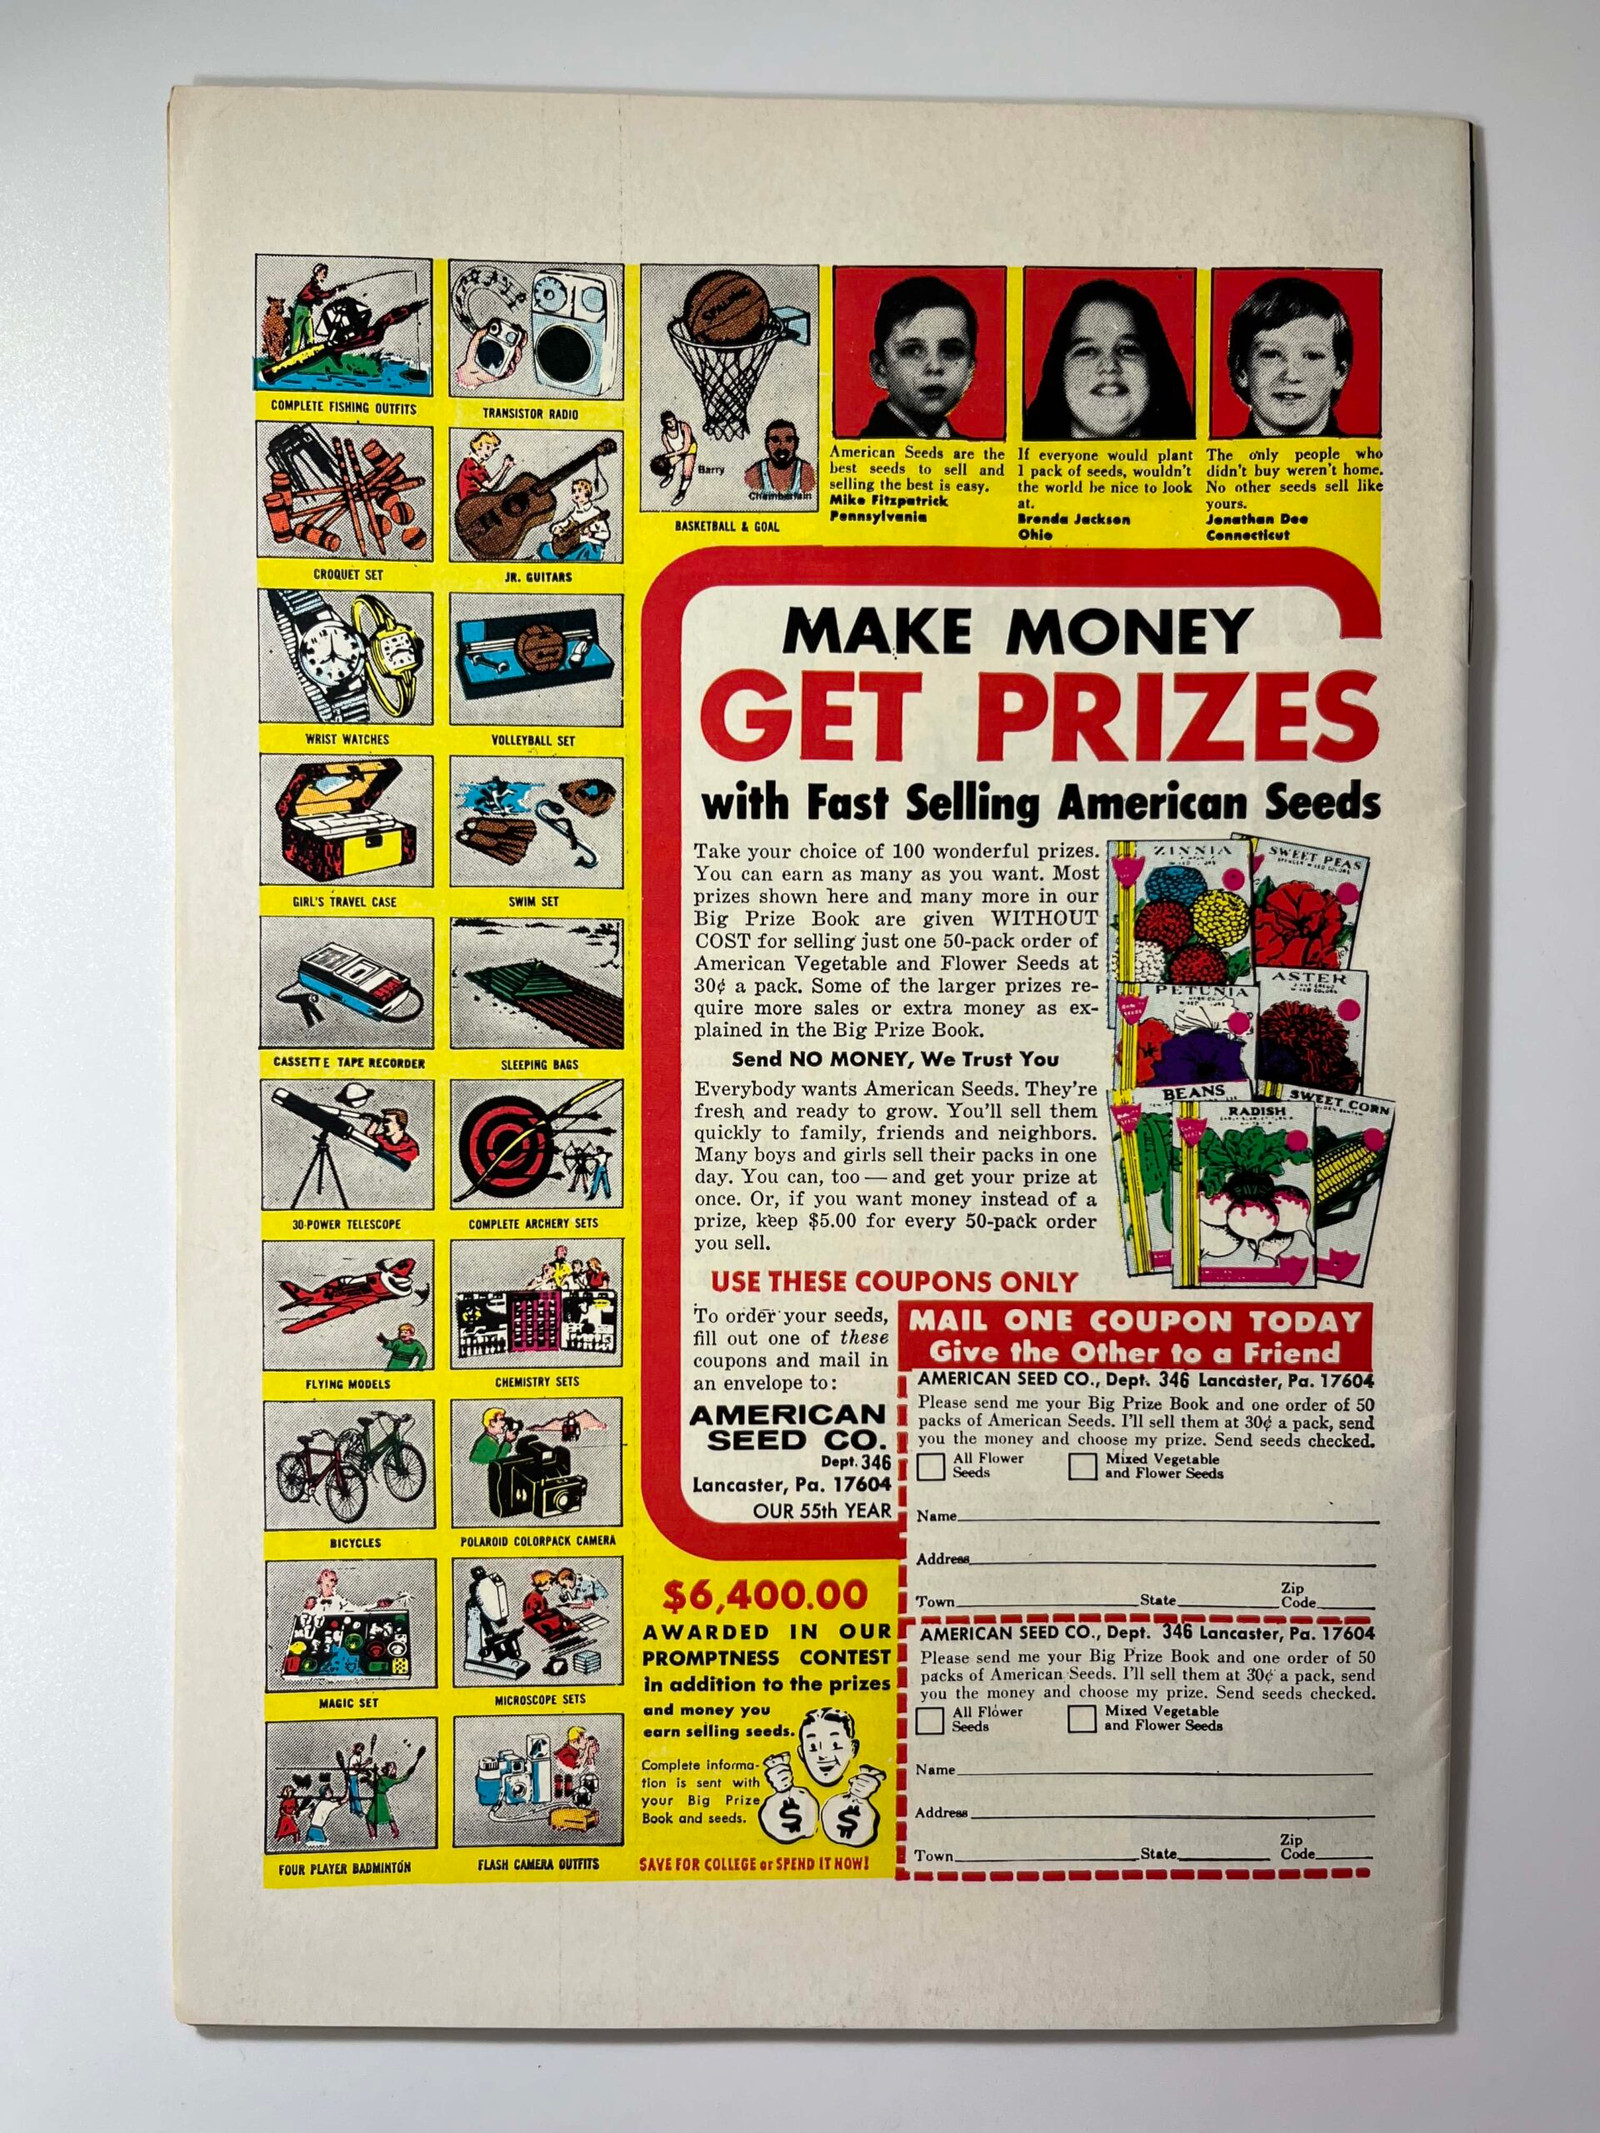 COMPLETE FISHING OUTFITS
TRANSISTOR RADIO
SPALDING
Barry
Chamberlain
BASKETBALL & GOAL
CROQUET SET
JR. GUITARS
WRIST WATCHES
VOLLEYBALL SET
GIRL'S TRAVEL CASE
SWIM SET
CASSETTE TAPE RECORDER
SLEEPING BAGS
30-POWER TELESCOPE
COMPLETE ARCHERY SETS
FLYING MODELS
CHEMISTRY SETS
BICYCLES
POLAROID COLORPACK CAMERA
MAGIC SET
MICROSCOPE SETS
FOUR PLAYER BADMINTON
FLASH CAMERA OUTFITS
American Seeds are the
best seeds to sell and
selling the best is easy.
Mike Fitzpatrick
Pennsylvania
If everyone would plant
1 pack of seeds, wouldn't
the world be nice to look
at.
Brenda Jackson
Ohio
The only people who
didn't buy weren't home.
No other seeds sell like
yours.
Jonathan Dee
Connecticut
MAKE MONEY
GET PRIZES
with Fast Selling American Seeds
Take your choice of 100 wonderful prizes.
You can earn as many as you want. Most
prizes shown here and many more in our
Big Prize Book are given WITHOUT
COST for selling just one 50-pack order of
American Vegetable and Flower Seeds at
30¢ a pack. Some of the larger prizes re-
quire more sales or extra money as ex-
plained in the Big Prize Book.
Send NO MONEY, We Trust You
Everybody wants American Seeds. They're
fresh and ready to grow. You'll sell them
quickly to family, friends and neighbors.
Many boys and girls sell their packs in one
day. You can, too — and get your prize at
once. Or, if you want money instead of a
prize, keep $5.00 for every 50-pack order
you sell.
ZINNIA
SWEET PEAS
PETUNIA
ASTER
BEANS
RADISH
SWEET CORN
USE THESE COUPONS ONLY
To order your seeds,
fill out one of these
coupons and mail in
an envelope to:
AMERICAN
SEED CO.
Dept. 346
Lancaster, Pa. 17604
OUR 55th YEAR
MAIL ONE COUPON TODAY
Give the Other to a Friend
AMERICAN SEED CO., Dept. 346 Lancaster, Pa. 17604
Please send me your Big Prize Book and one order of 50
packs of American Seeds. I'll sell them at 30¢ a pack, send
you the money and choose my prize. Send seeds checked.
All Flower
Seeds
Mixed Vegetable
and Flower Seeds
Name
Address
Town State Zip
Code
AMERICAN SEED CO., Dept. 346 Lancaster, Pa. 17604
Please send me your Big Prize Book and one order of 50
packs of American Seeds. I'll sell them at 30¢ a pack, send
you the money and choose my prize. Send seeds checked.
All Flower
Seeds
Mixed Vegetable
and Flower Seeds
Name
Address
Town State Zip
Code
$6,400.00
AWARDED IN OUR
PROMPTNESS CONTEST
in addition to the prizes
and money you
earn selling seeds.
Complete informa-
tion is sent with
your Big Prize
Book and seeds.
$ $
SAVE FOR COLLEGE or SPEND IT NOW!